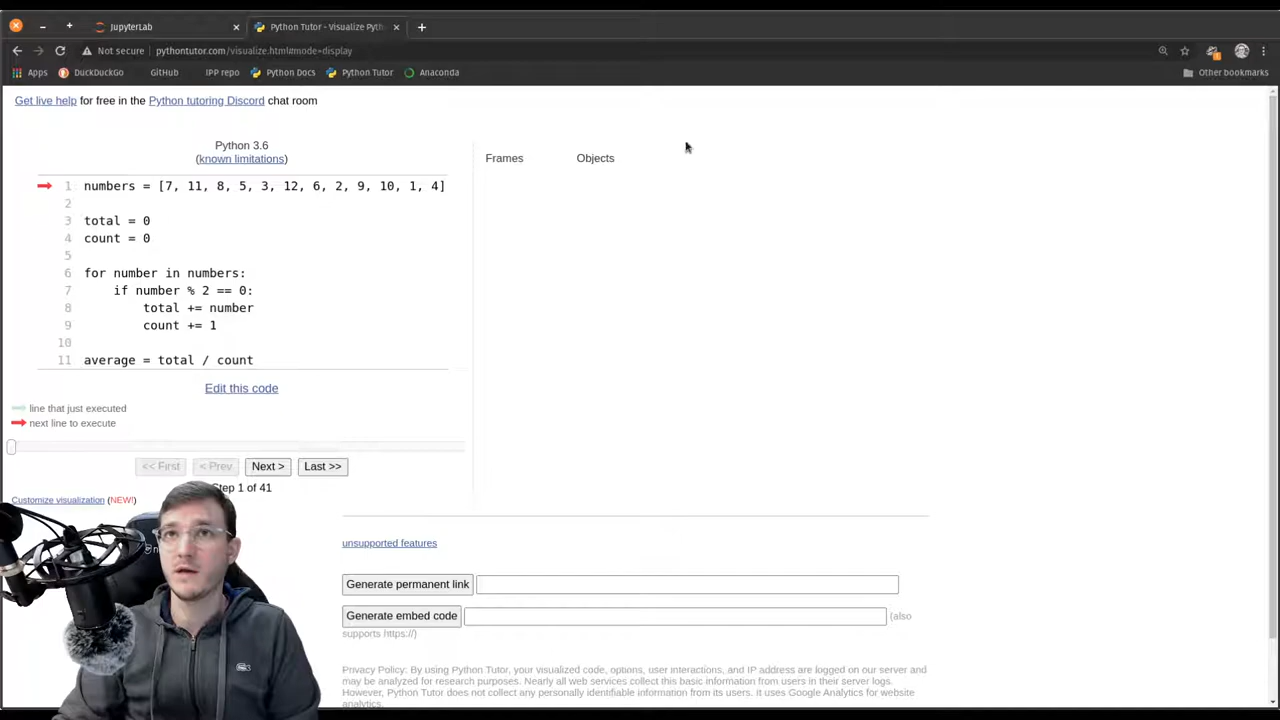 JupyterLab
Python Tutor - Visualize Pyth
Not secure pythontutor.com/visualize.html#mode=display
Apps DuckDuckGo GitHub IPP repo Python Docs Python Tutor Anaconda Other bookmarks
Get live help for free in the Python tutoring Discord chat room
Python 3.6
(known limitations)
Frames Objects
1 numbers = [7, 11, 8, 5, 3, 12, 6, 2, 9, 10, 1, 4]
2
3 total = 0
4 count = 0
5
6 for number in numbers:
7 if number % 2 == 0:
8 total += number
9 count += 1
10
11 average = total / count
Edit this code
line that just executed
next line to execute
<< First < Prev Next > Last >>
Step 1 of 41
Customize visualization (NEW!)
unsupported features
Generate permanent link
Generate embed code (also
supports https://)
Privacy Policy: By using Python Tutor, your visualized code, options, user interactions, and IP address are logged on our server and
may be analyzed for research purposes. Nearly all web services collect this basic information from users in their server logs.
However, Python Tutor does not collect any personally identifiable information from its users. It uses Google Analytics for website
analytics.